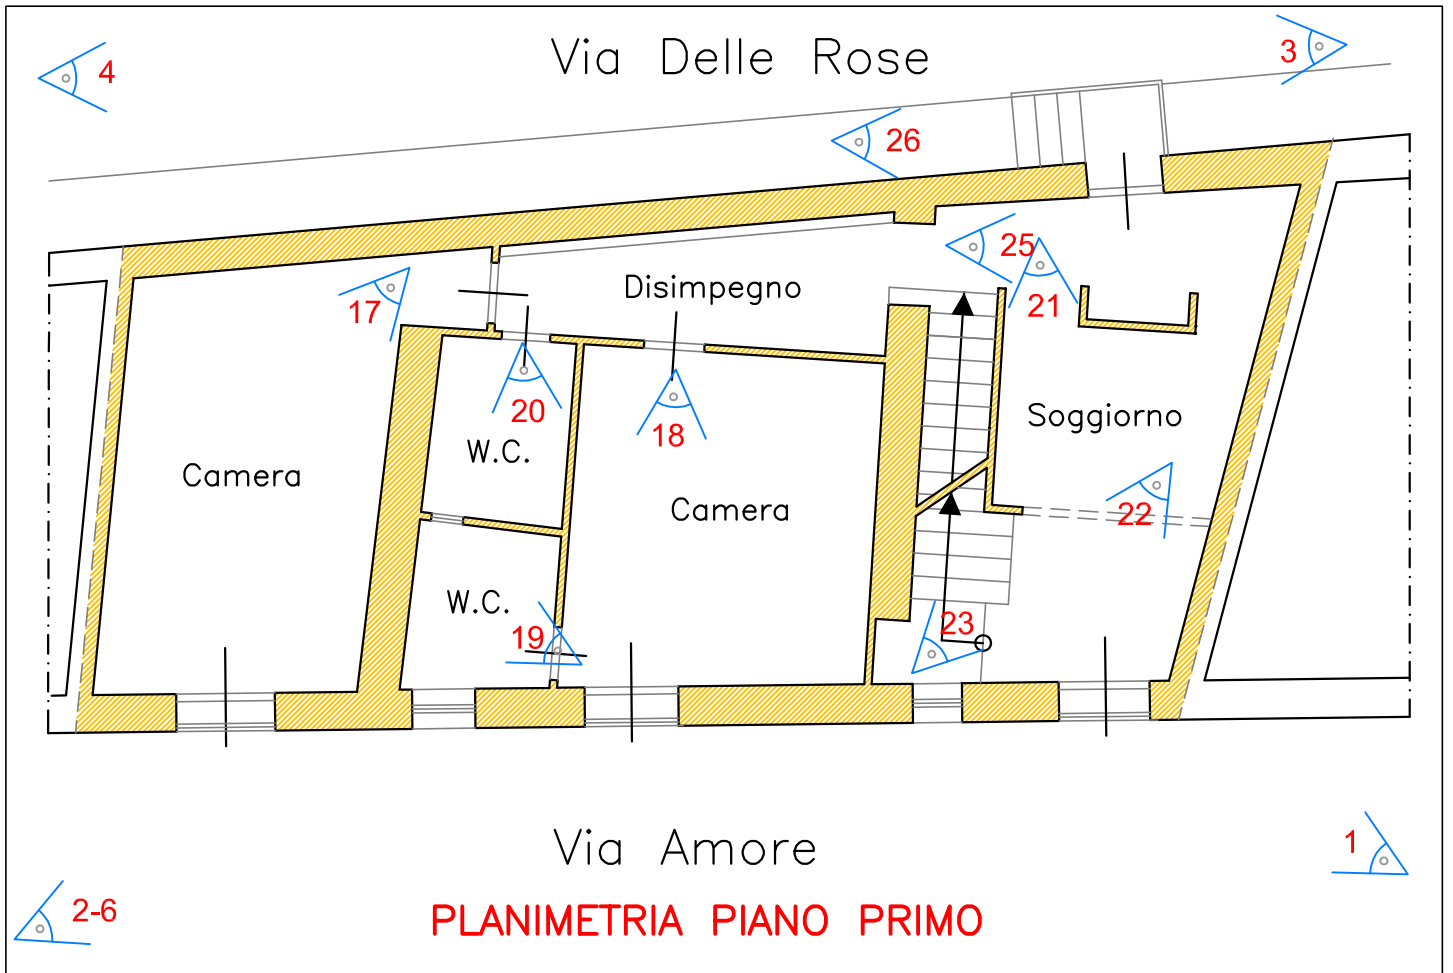 Via Delle Rose
4
3
26
25
17
Disimpegno
21
20
18
Soggiorno
W.C.
Camera
Camera
22
W.C.
19
23
Via Amore
1
2-6
PLANIMETRIA PIANO PRIMO